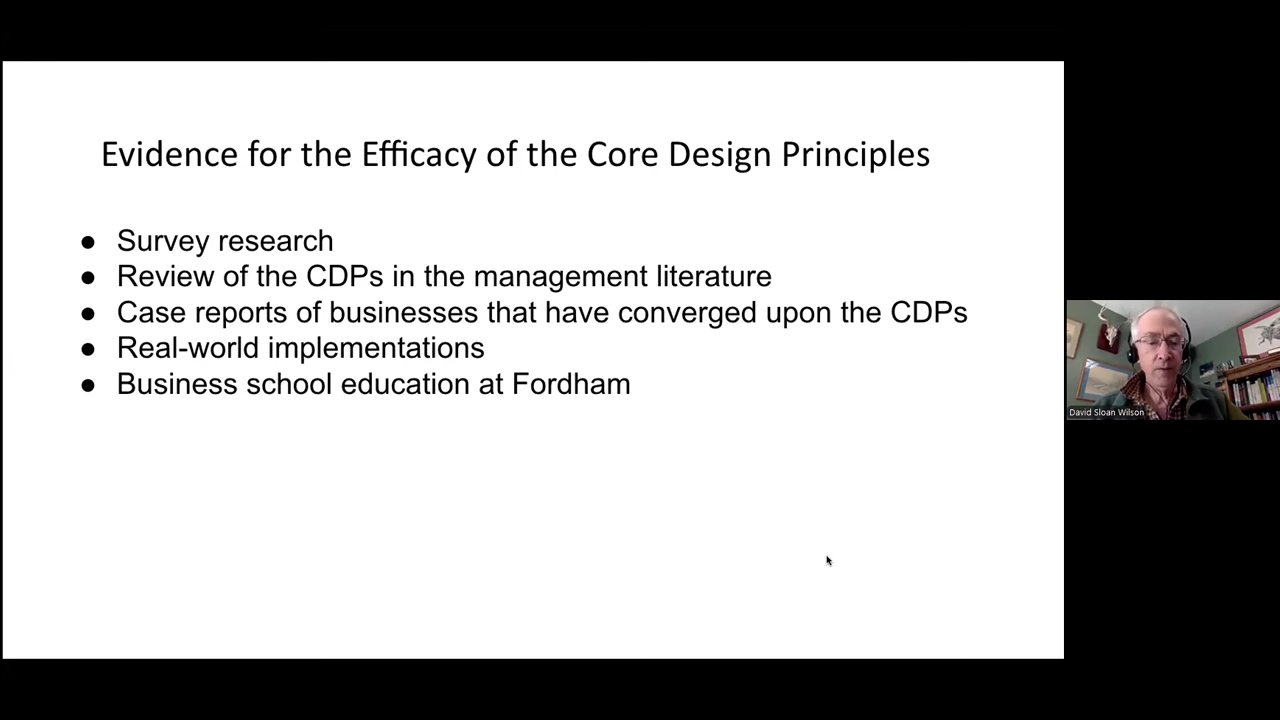 Evidence for the Efficacy of the Core Design Principles
● Survey research
● Review of the CDPs in the management literature
● Case reports of businesses that have converged upon the CDPs
● Real-world implementations
● Business school education at Fordham
David Sloan Wilson